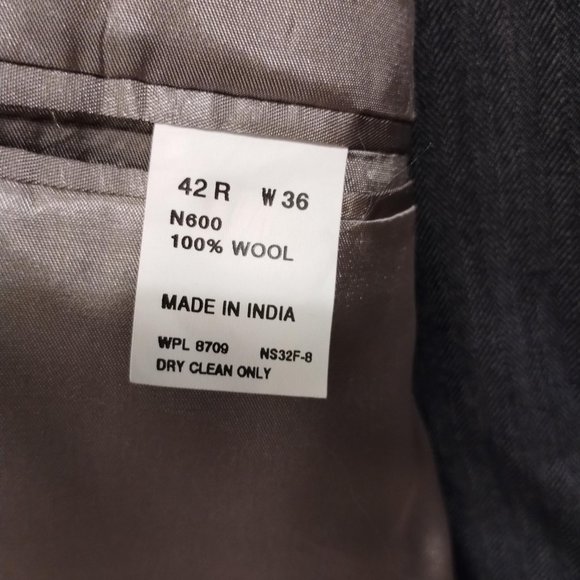 42 R W 36
N600
100% WOOL
MADE IN INDIA
WPL 8709 NS32F-8
DRY CLEAN ONLY